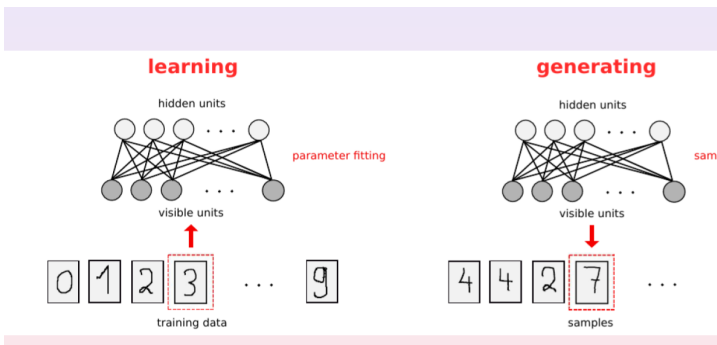 learning
hidden units
. . .
parameter fitting
. . .
visible units
0 1 2 3 . . . 9
training data
generating
hidden units
. . .
sam
. . .
visible units
4 4 2 7 . . .
samples